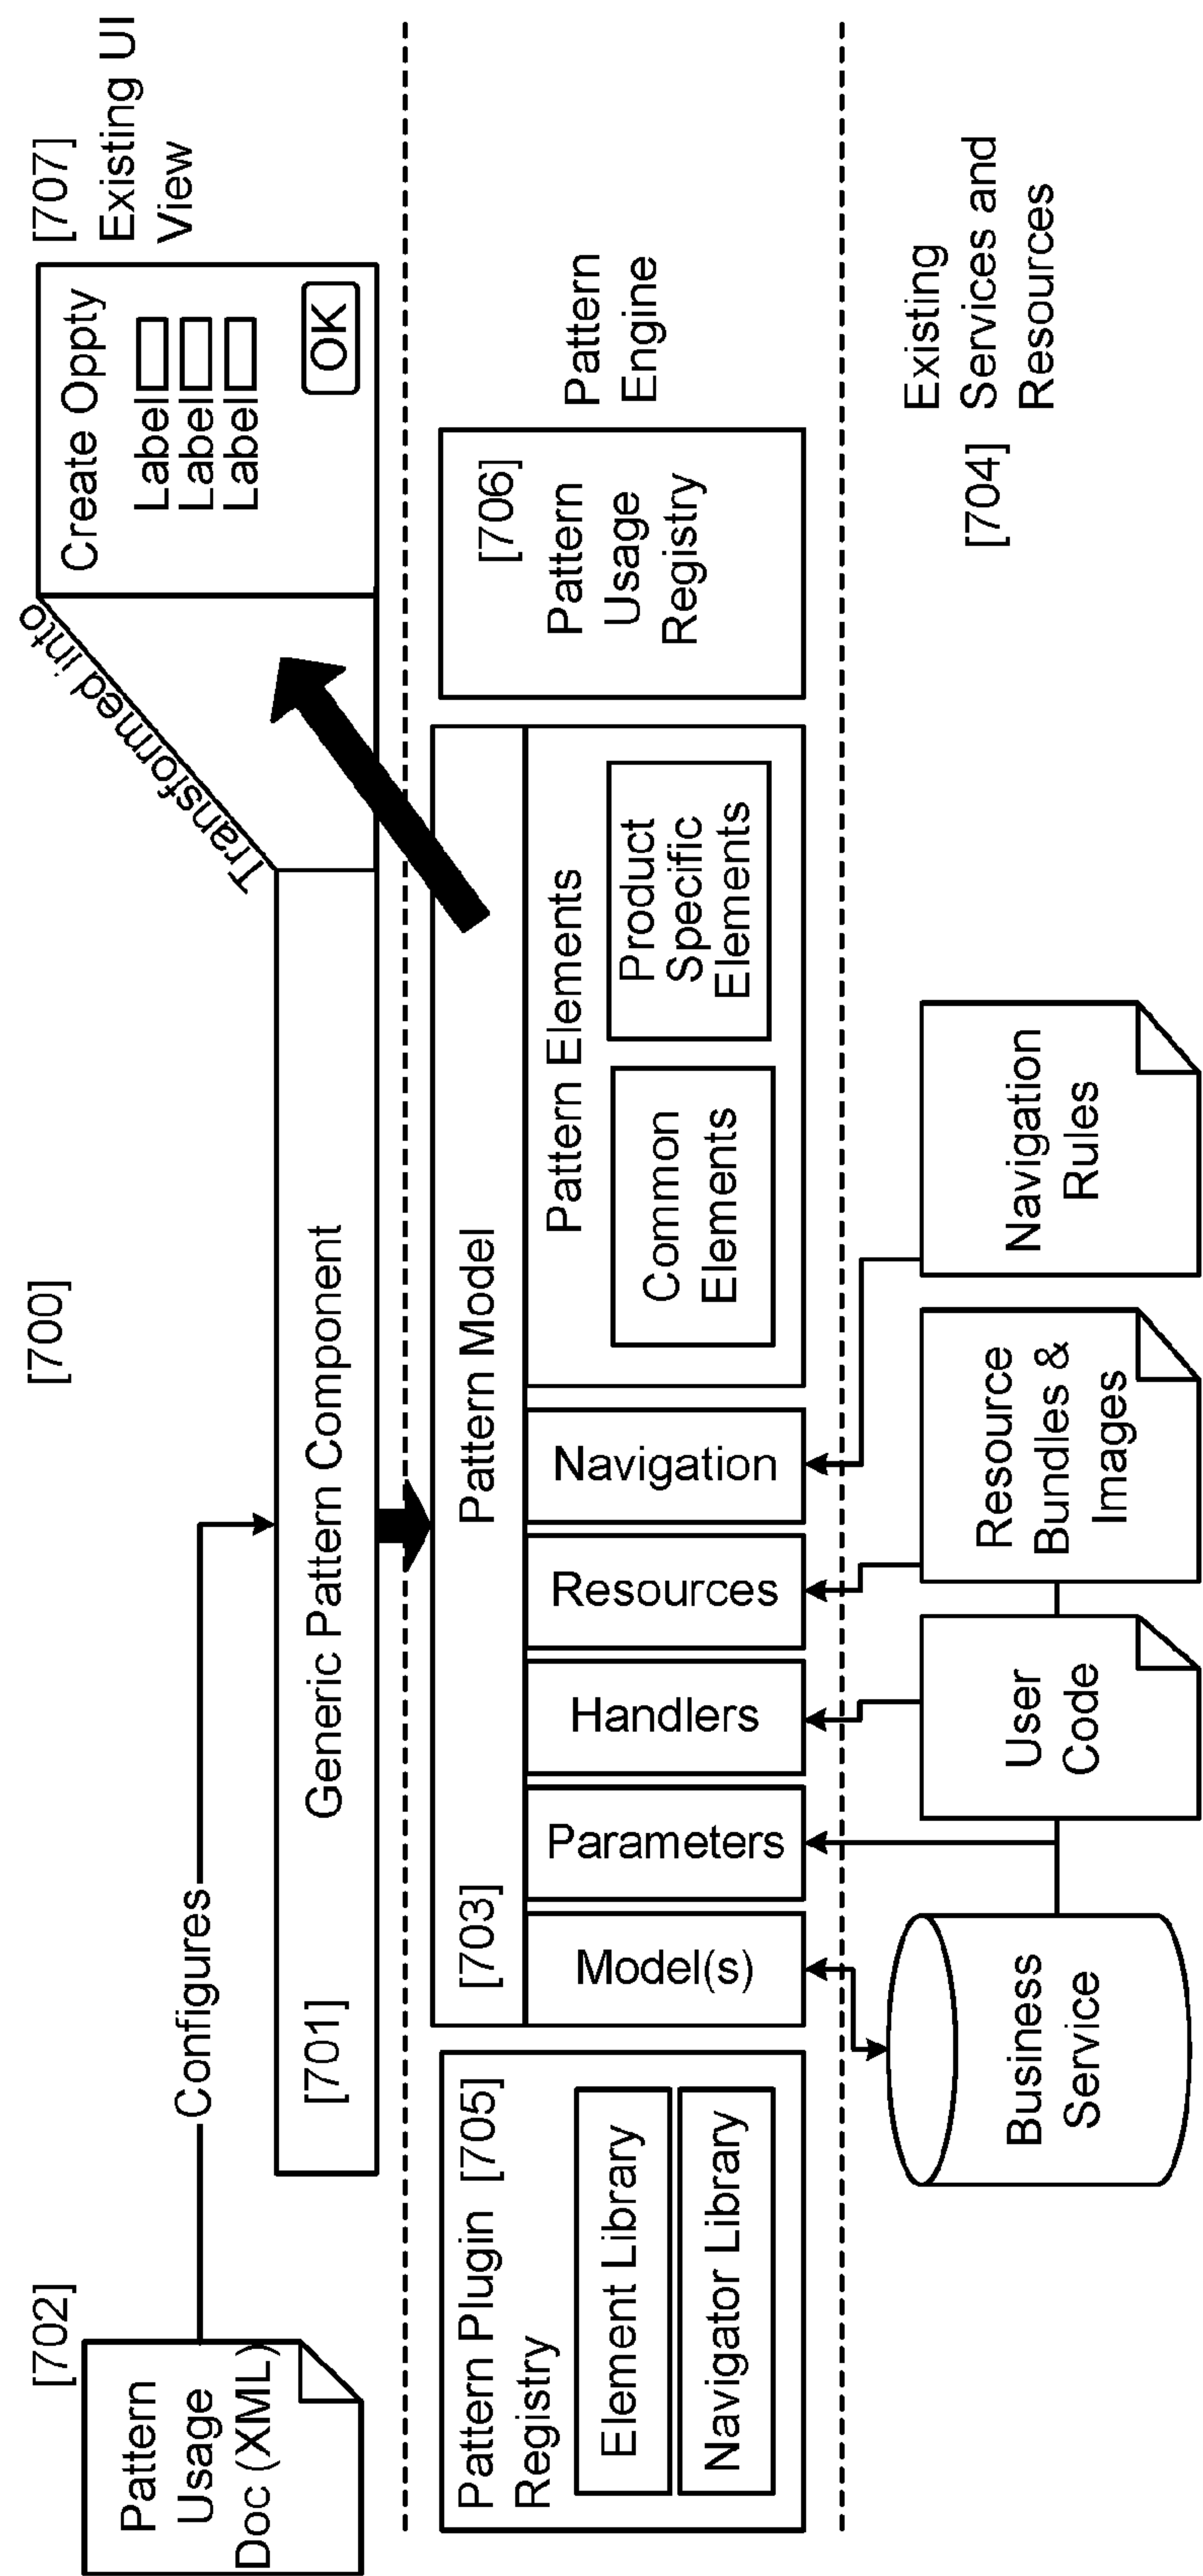 [700]
[702]
Pattern
Usage
Doc (XML)
Configures
[701]
Generic Pattern Component
Transformed into
Create Oppty
Label
Label
Label
OK
[707]
Existing UI
View
Pattern Plugin [705]
Registry
Element Library
Navigator Library
[703]
Pattern Model
Model(s)
Parameters
Handlers
Resources
Navigation
Pattern Elements
Common
Elements
Product
Specific
Elements
[706]
Pattern
Usage
Registry
Pattern
Engine
Business
Service
User
Code
Resource
Bundles &
Images
Navigation
Rules
Existing
Services and
Resources
[704]